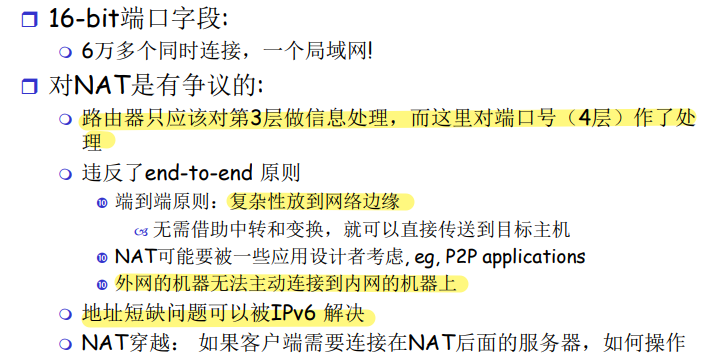 16-bit端口字段:
6万多个同时连接，一个局域网!
对NAT是有争议的:
路由器只应该对第3层做信息处理，而这里对端口号（4层）作了处
理
违反了end-to-end 原则
端到端原则：复杂性放到网络边缘
无需借助中转和变换，就可以直接传送到目标主机
NAT可能要被一些应用设计者考虑, eg, P2P applications
外网的机器无法主动连接到内网的机器上
地址短缺问题可以被IPv6 解决
NAT穿越： 如果客户端需要连接在NAT后面的服务器，如何操作